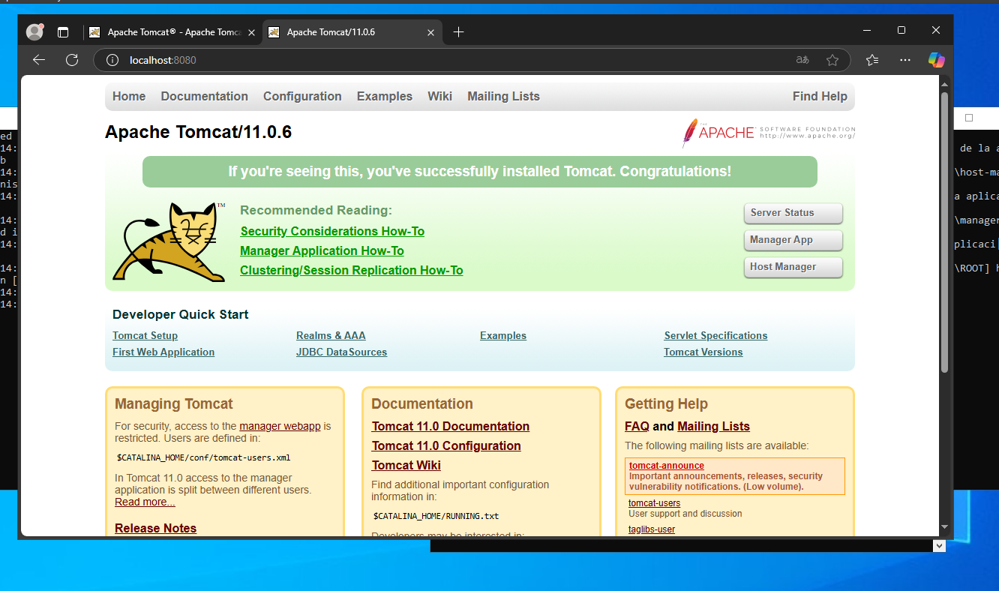 Apache Tomcat® - Apache Tomca
Apache Tomcat/11.0.6
localhost:8080
Home Documentation Configuration Examples Wiki Mailing Lists Find Help
Apache Tomcat/11.0.6
THE APACHE SOFTWARE FOUNDATION
http://www.apache.org/
If you're seeing this, you've successfully installed Tomcat. Congratulations!
TM
Recommended Reading:
Security Considerations How-To
Manager Application How-To
Clustering/Session Replication How-To
Server Status
Manager App
Host Manager
Developer Quick Start
Tomcat Setup
First Web Application
Realms & AAA
JDBC DataSources
Examples
Servlet Specifications
Tomcat Versions
Managing Tomcat
For security, access to the manager webapp is
restricted. Users are defined in:
$CATALINA_HOME/conf/tomcat-users.xml
In Tomcat 11.0 access to the manager
application is split between different users.
Read more...
Release Notes
Documentation
Tomcat 11.0 Documentation
Tomcat 11.0 Configuration
Tomcat Wiki
Find additional important configuration
information in:
$CATALINA_HOME/RUNNING.txt
Developers may be interested in:
Getting Help
FAQ and Mailing Lists
The following mailing lists are available:
tomcat-announce
Important announcements, releases, security
vulnerability notifications. (Low volume).
tomcat-users
User support and discussion
taglibs-user
ed
14:
b
14:
nis
14:
14:
d i
14:
14:
n [
14:
14:
de la a
\host-ma
a aplica
\manager
plicaci
\ROOT] h